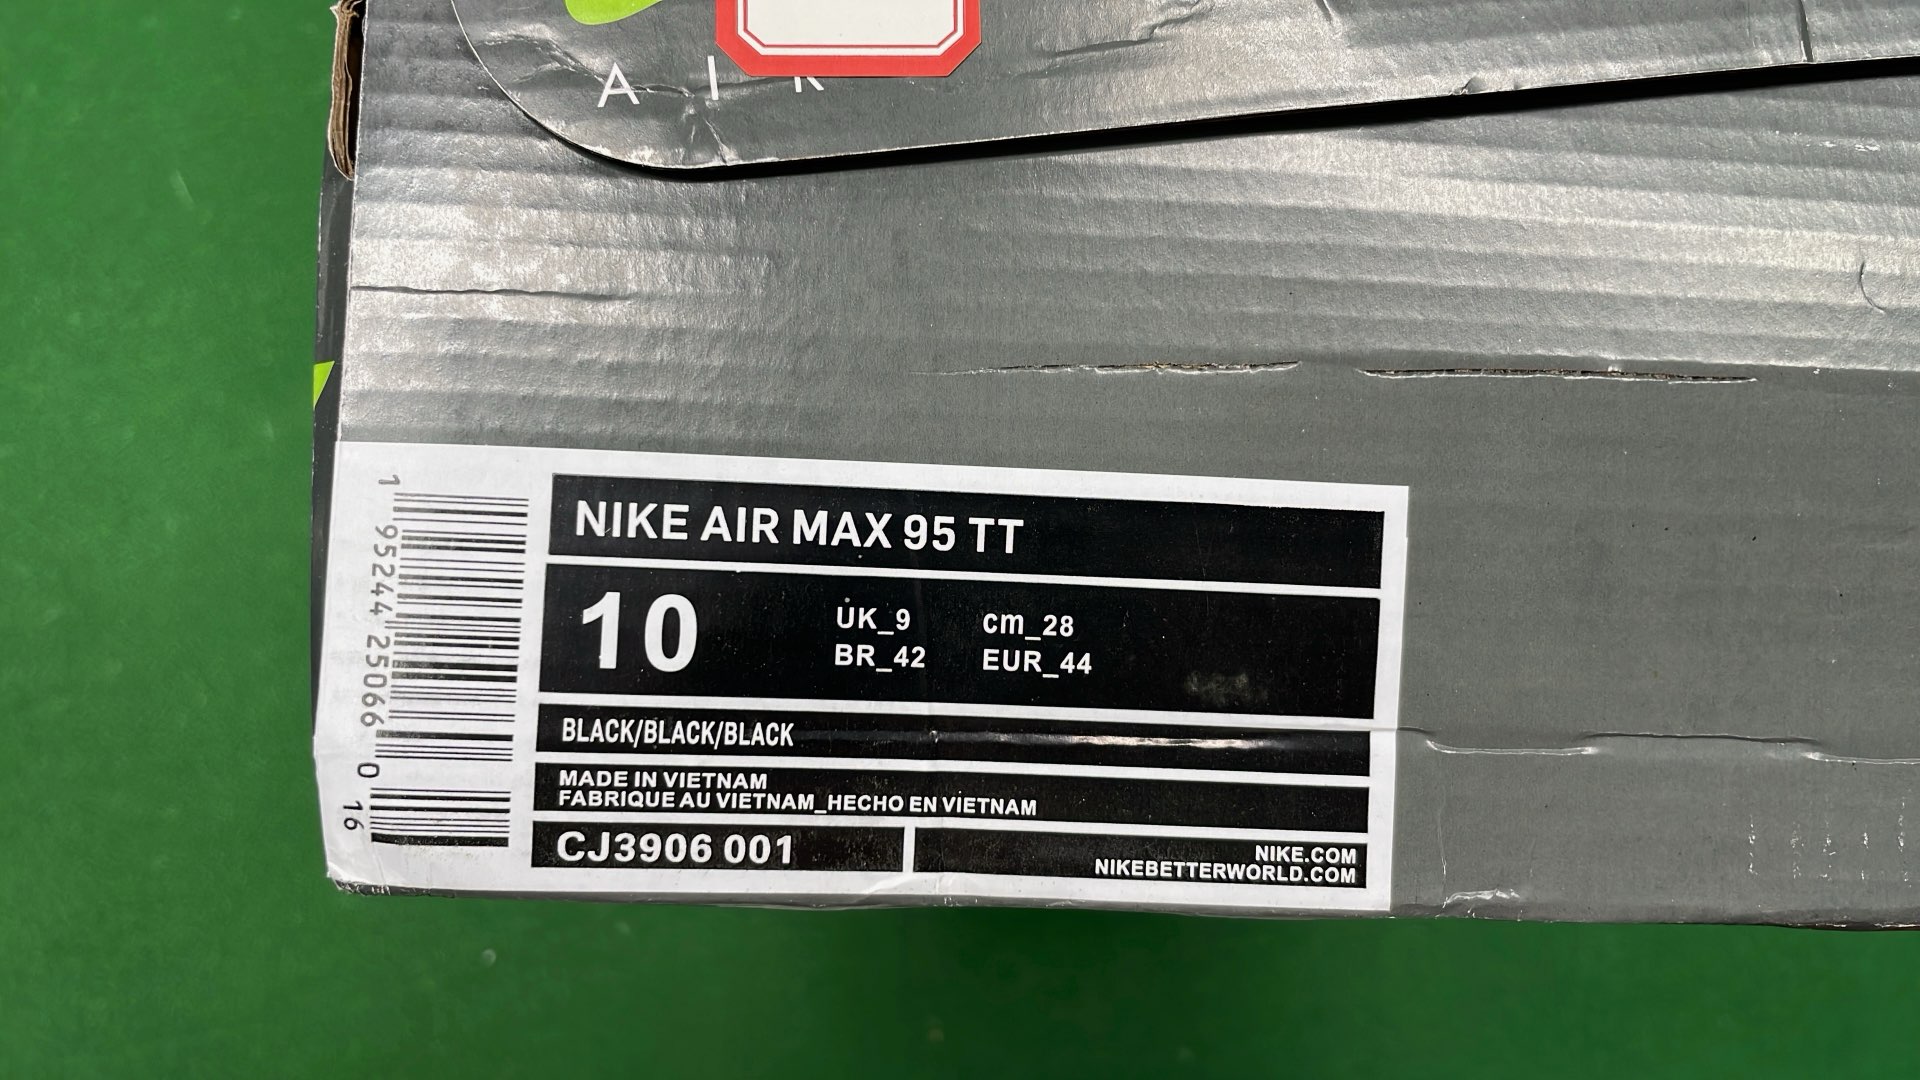 AIR
NIKE AIR MAX 95 TT
10
UK_9 cm_28
BR_42 EUR_44
BLACK/BLACK/BLACK
MADE IN VIETNAM
FABRIQUE AU VIETNAM_HECHO EN VIETNAM
CJ3906 001
NIKE.COM
NIKEBETTERWORLD.COM
1 95244 25066 0 16